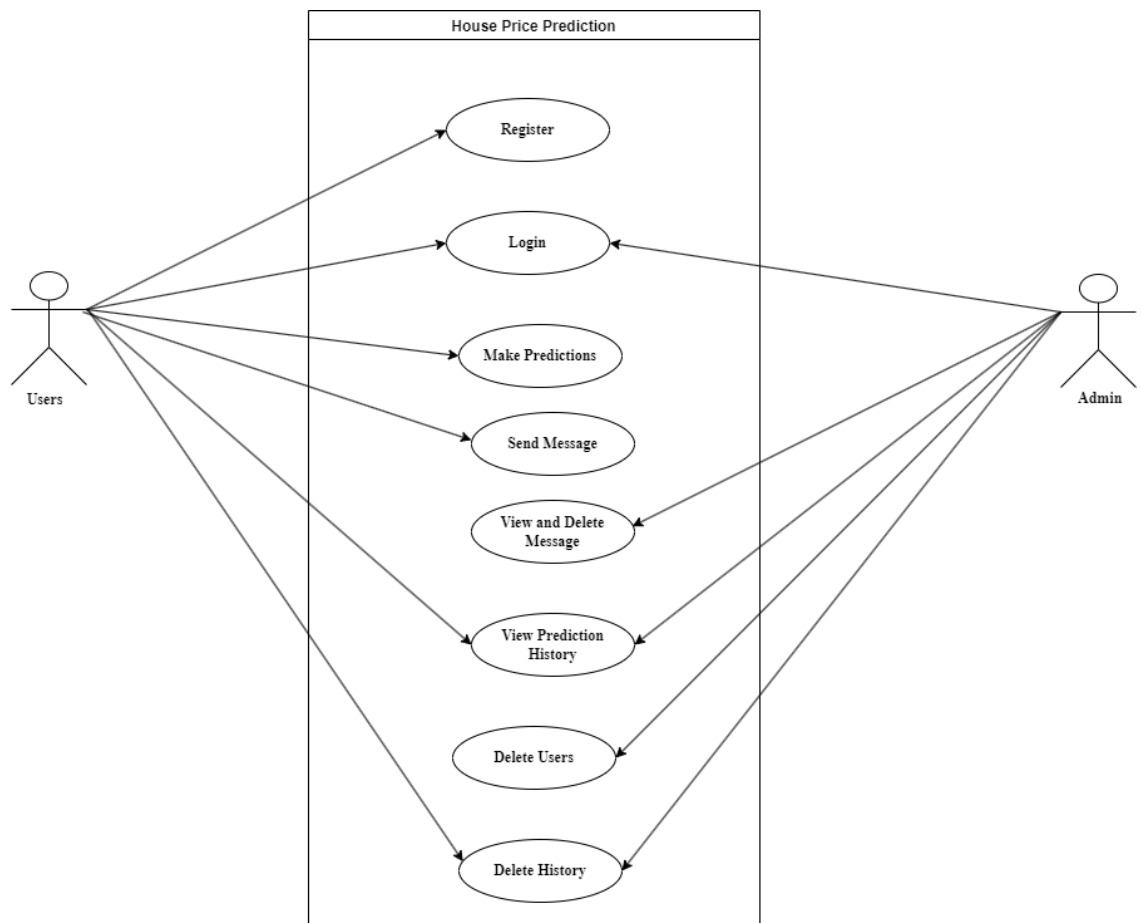 House Price Prediction
Register
Login
Make Predictions
Users
Admin
Send Message
View and Delete
Message
View Prediction
History
Delete Users
Delete History